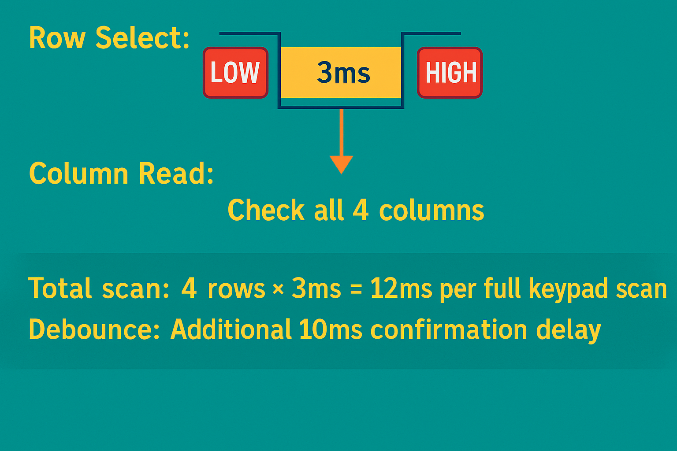 Row Select:
LOW 3ms HIGH
Column Read:
Check all 4 columns
Total scan: 4 rows × 3ms = 12ms per full keypad scan
Debounce: Additional 10ms confirmation delay